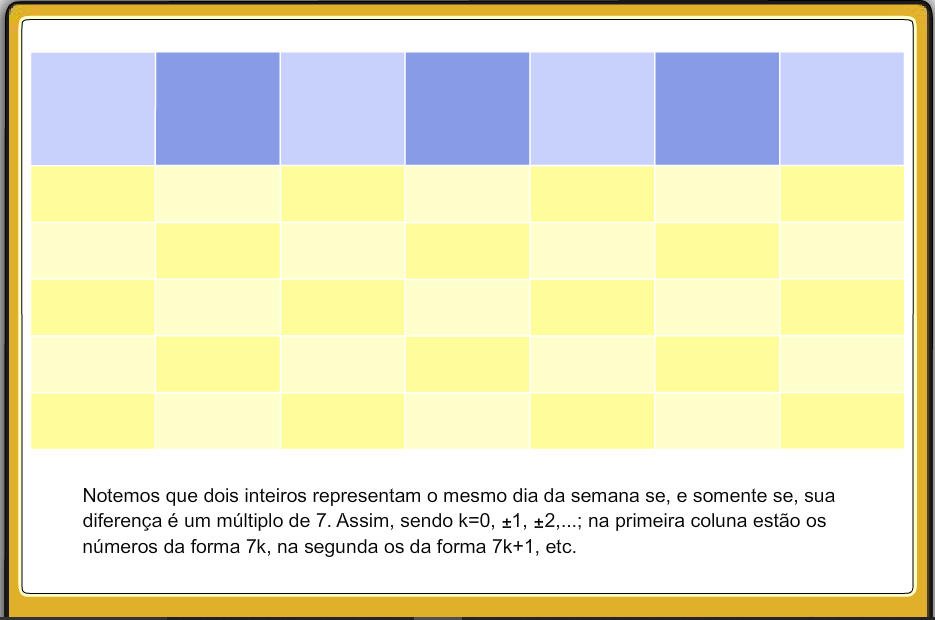 Notemos que dois inteiros representam o mesmo dia da semana se, e somente se, sua
diferença é um múltiplo de 7. Assim, sendo k=0, ±1, ±2,...; na primeira coluna estão os
números da forma 7k, na segunda os da forma 7k+1, etc.